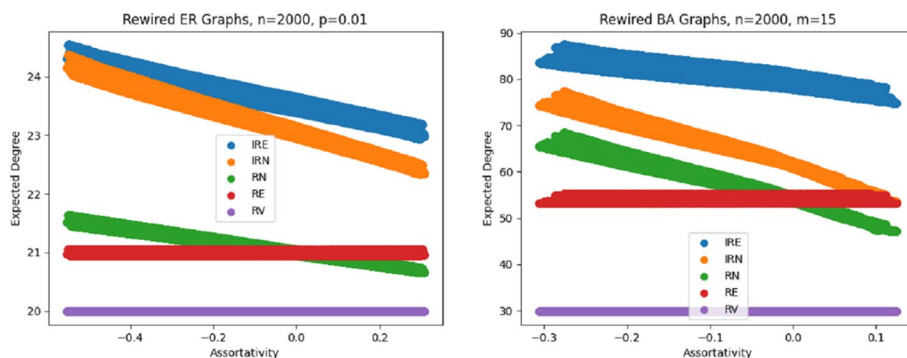 Rewired ER Graphs, n=2000, p=0.01
Expected Degree
24
23
22
21
20
IRE
IRN
RN
RE
RV
−0.4
−0.2
0.0
0.2
Assortativity
Rewired BA Graphs, n=2000, m=15
Expected Degree
90
80
70
60
50
40
30
IRE
IRN
RN
RE
RV
−0.3
−0.2
−0.1
0.0
0.1
Assortativity